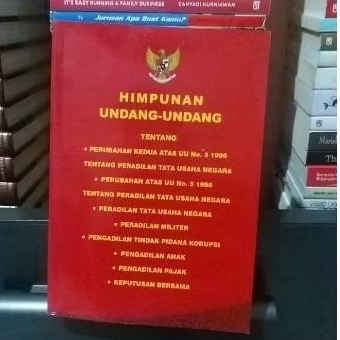 IT'S EASY RUNNING A FAMILY BUSINESS CAHYADI KURNIAWAN
Jurusan Apa Buat Kamu?
HIMPUNAN
UNDANG-UNDANG
TENTANG
• PERUBAHAN KEDUA ATAS UU No. 5 1986
TENTANG PERADILAN TATA USAHA NEGARA
• PERUBAHAN ATAS UU No. 5 1986
TENTANG PERADILAN TATA USAHA NEGARA
• PERADILAN TATA USAHA NEGARA
• PERADILAN MILITER
• PENGADILAN TINDAK PIDANA KORUPSI
• PENGADILAN ANAK
• PENGADILAN PAJAK
• KEPUTUSAN BERSAMA